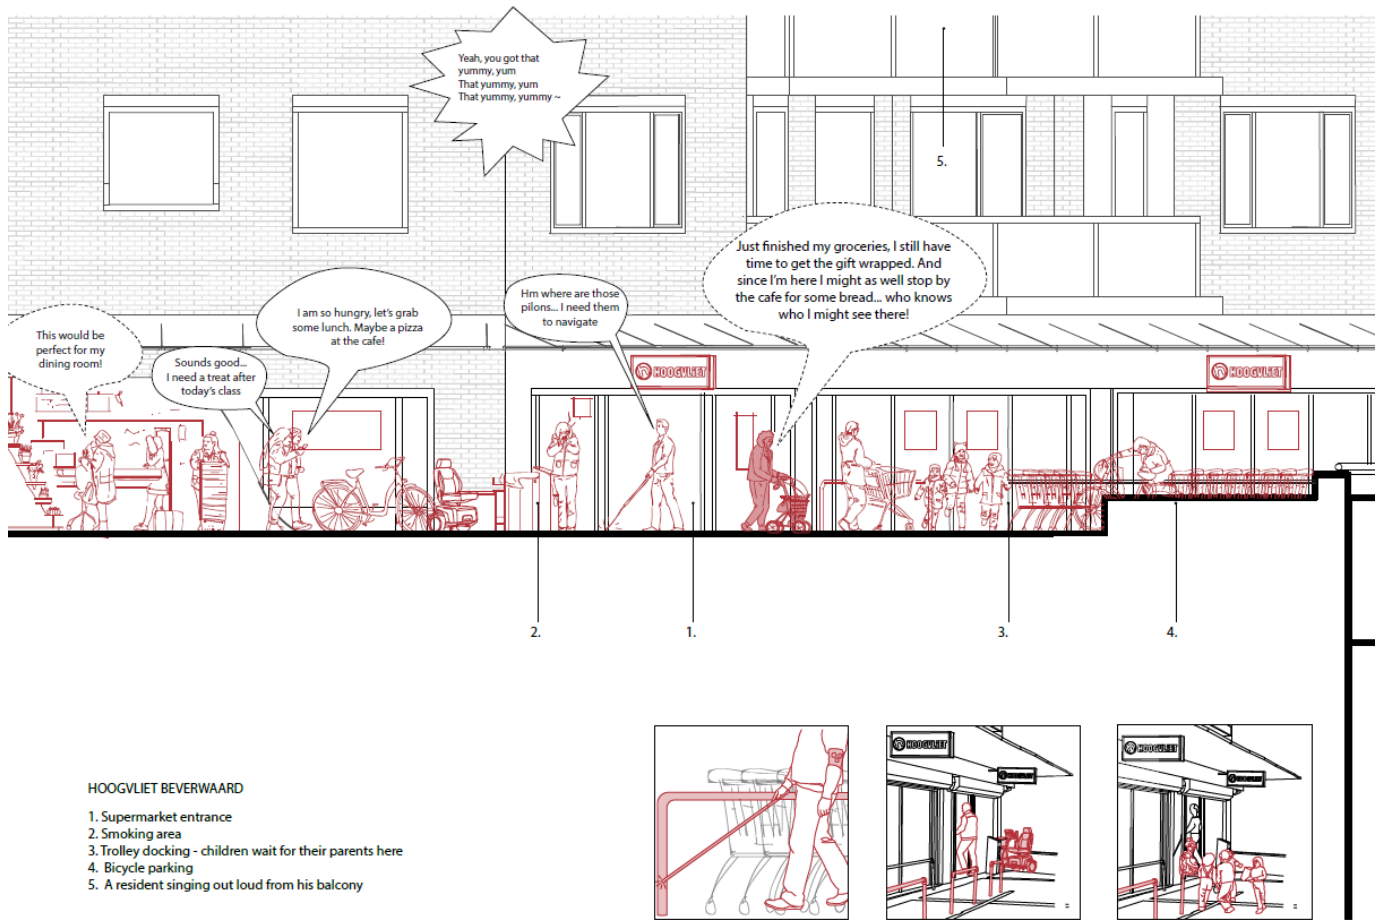 Yeah, you got that
yummy, yum
That yummy, yum
That yummy, yummy ~
5.
Just finished my groceries, I still have
time to get the gift wrapped. And
since I'm here I might as well stop by
the cafe for some bread... who knows
who I might see there!
Hm where are those
pilons... I need them
to navigate
I am so hungry, let's grab
some lunch. Maybe a pizza
at the cafe!
This would be
perfect for my
dining room!
Sounds good...
I need a treat after
today's class
HOOGVLIET
HOOGVLIET
2.
1.
3.
4.
HOOGVLIET
HOOGVLIET
HOOGVLIET
HOOGVLIET
HOOGVLIET BEVERWAARD
1. Supermarket entrance
2. Smoking area
3. Trolley docking - children wait for their parents here
4. Bicycle parking
5. A resident singing out loud from his balcony